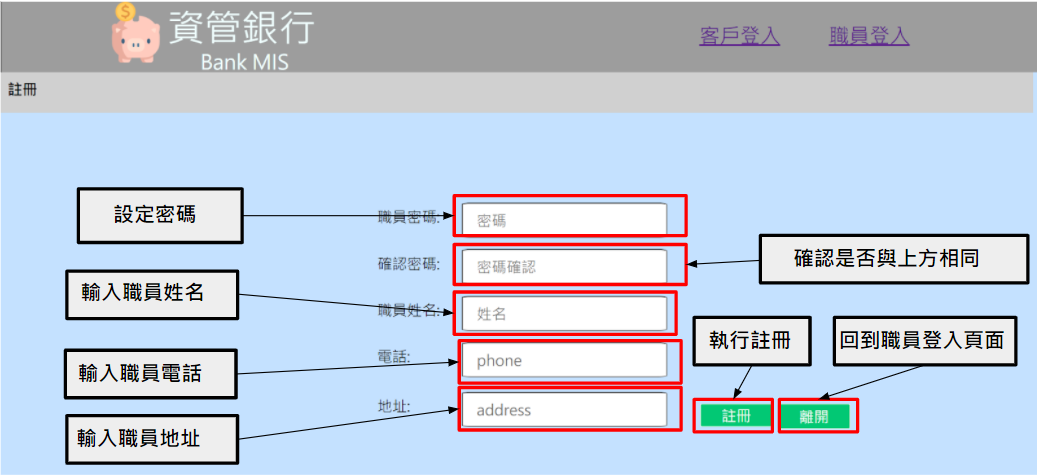 資管銀行
Bank MIS
客戶登入
職員登入
註冊
設定密碼
職員密碼:
密碼
確認密碼:
密碼確認
確認是否與上方相同
輸入職員姓名
職員姓名:
姓名
執行註冊
回到職員登入頁面
輸入職員電話
電話:
phone
輸入職員地址
地址:
address
註冊
離開